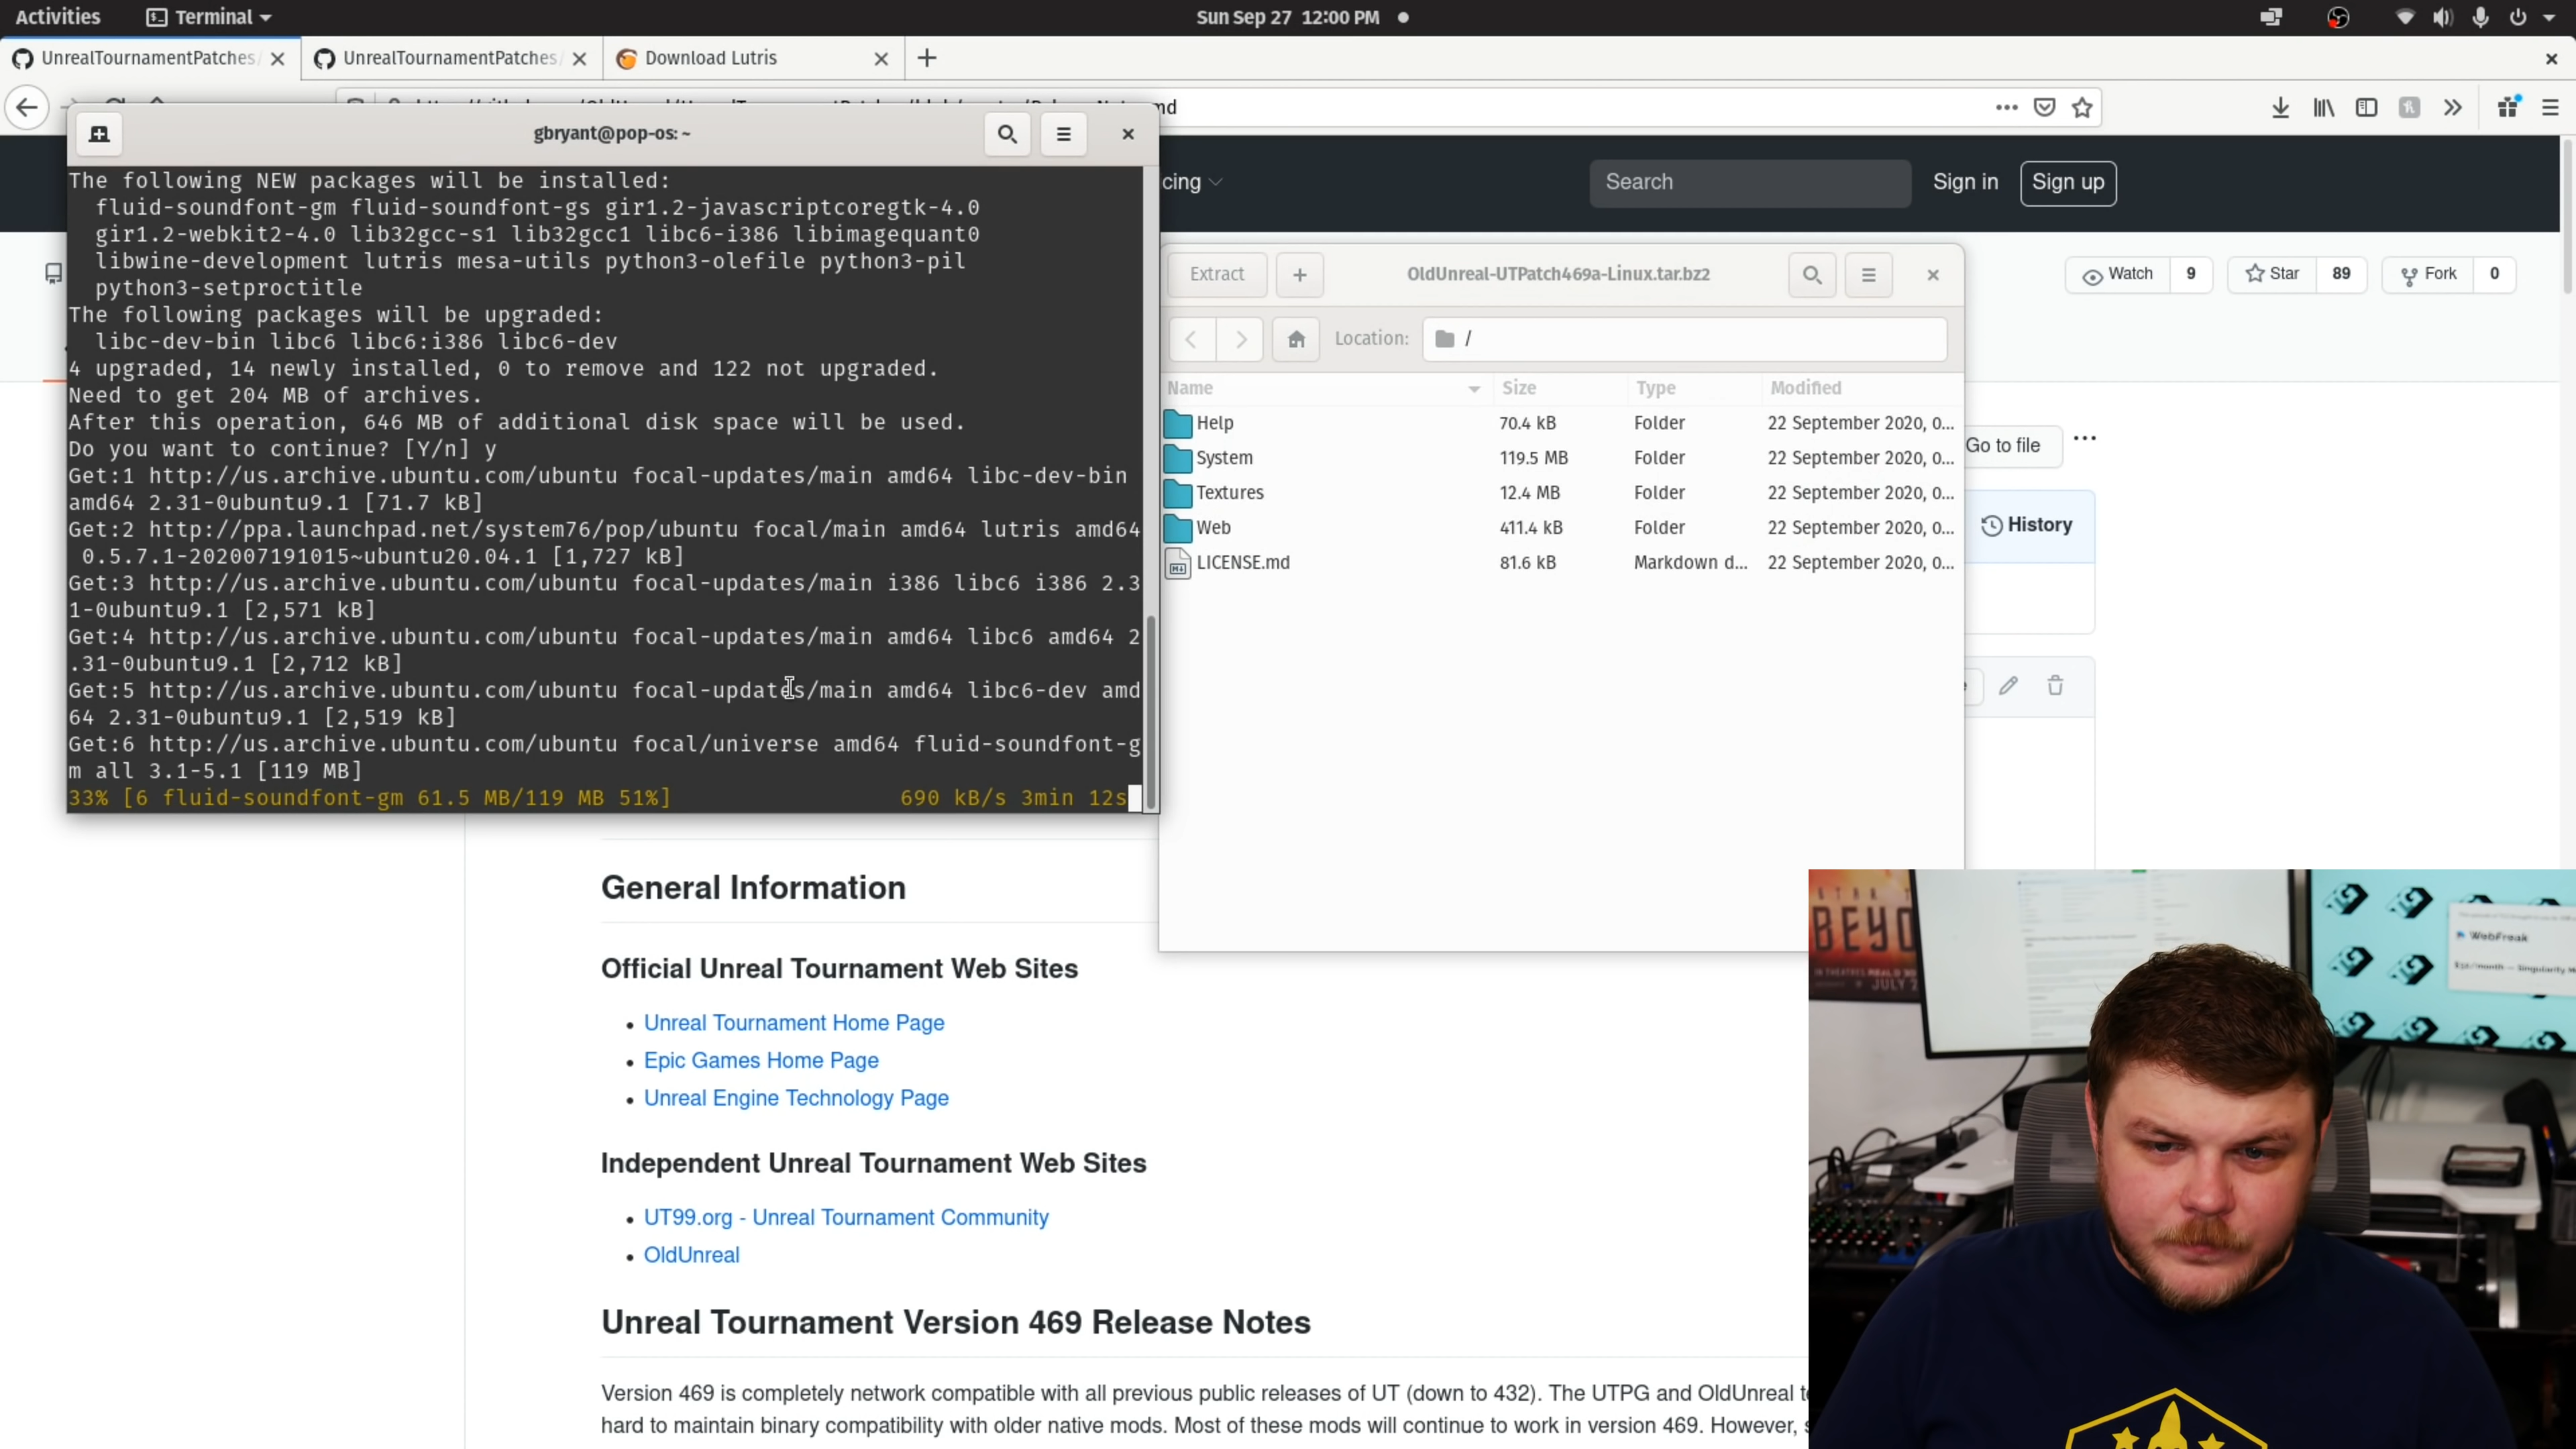 Activities
Terminal
Sun Sep 27 12:00 PM
UnrealTournamentPatches/
UnrealTournamentPatches/
Download Lutris
gbryant@pop-os: ~
The following NEW packages will be installed:
fluid-soundfont-gm fluid-soundfont-gs gir1.2-javascriptcoregtk-4.0
gir1.2-webkit2-4.0 lib32gcc-s1 lib32gcc1 libc6-i386 libimagequant0
libwine-development lutris mesa-utils python3-olefile python3-pil
python3-setproctitle
The following packages will be upgraded:
libc-dev-bin libc6 libc6:i386 libc6-dev
4 upgraded, 14 newly installed, 0 to remove and 122 not upgraded.
Need to get 204 MB of archives.
After this operation, 646 MB of additional disk space will be used.
Do you want to continue? [Y/n] y
Get:1 http://us.archive.ubuntu.com/ubuntu focal-updates/main amd64 libc-dev-bin
amd64 2.31-0ubuntu9.1 [71.7 kB]
Get:2 http://ppa.launchpad.net/system76/pop/ubuntu focal/main amd64 lutris amd64
0.5.7.1-202007191015~ubuntu20.04.1 [1,727 kB]
Get:3 http://us.archive.ubuntu.com/ubuntu focal-updates/main i386 libc6 i386 2.3
1-0ubuntu9.1 [2,571 kB]
Get:4 http://us.archive.ubuntu.com/ubuntu focal-updates/main amd64 libc6 amd64 2
.31-0ubuntu9.1 [2,712 kB]
Get:5 http://us.archive.ubuntu.com/ubuntu focal-updates/main amd64 libc6-dev amd
64 2.31-0ubuntu9.1 [2,519 kB]
Get:6 http://us.archive.ubuntu.com/ubuntu focal/universe amd64 fluid-soundfont-g
m all 3.1-5.1 [119 MB]
33% [6 fluid-soundfont-gm 61.5 MB/119 MB 51%] 690 kB/s 3min 12s
cing
Search
Sign in
Sign up
Watch 9
Star 89
Fork 0
Go to file
History
Extract
OldUnreal-UTPatch469a-Linux.tar.bz2
Location: /
Name Size Type Modified
Help 70.4 kB Folder 22 September 2020, 0...
System 119.5 MB Folder 22 September 2020, 0...
Textures 12.4 MB Folder 22 September 2020, 0...
Web 411.4 kB Folder 22 September 2020, 0...
LICENSE.md 81.6 kB Markdown d... 22 September 2020, 0...
General Information
Official Unreal Tournament Web Sites
Unreal Tournament Home Page
Epic Games Home Page
Unreal Engine Technology Page
Independent Unreal Tournament Web Sites
UT99.org - Unreal Tournament Community
OldUnreal
Unreal Tournament Version 469 Release Notes
Version 469 is completely network compatible with all previous public releases of UT (down to 432). The UTPG and OldUnreal
hard to maintain binary compatibility with older native mods. Most of these mods will continue to work in version 469. However,
BEYO
JULY 2
WebFreak